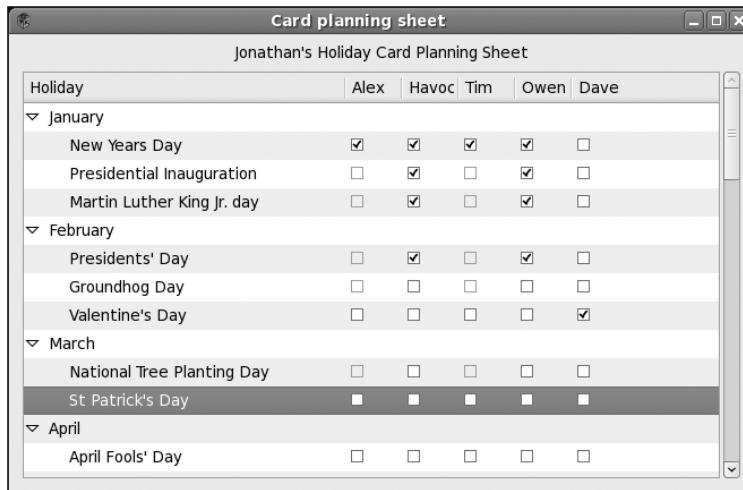 Card planning sheet
Jonathan's Holiday Card Planning Sheet
Holiday Alex Havoc Tim Owen Dave
January
New Years Day
Presidential Inauguration
Martin Luther King Jr. day
February
Presidents' Day
Groundhog Day
Valentine's Day
March
National Tree Planting Day
St Patrick's Day
April
April Fools' Day